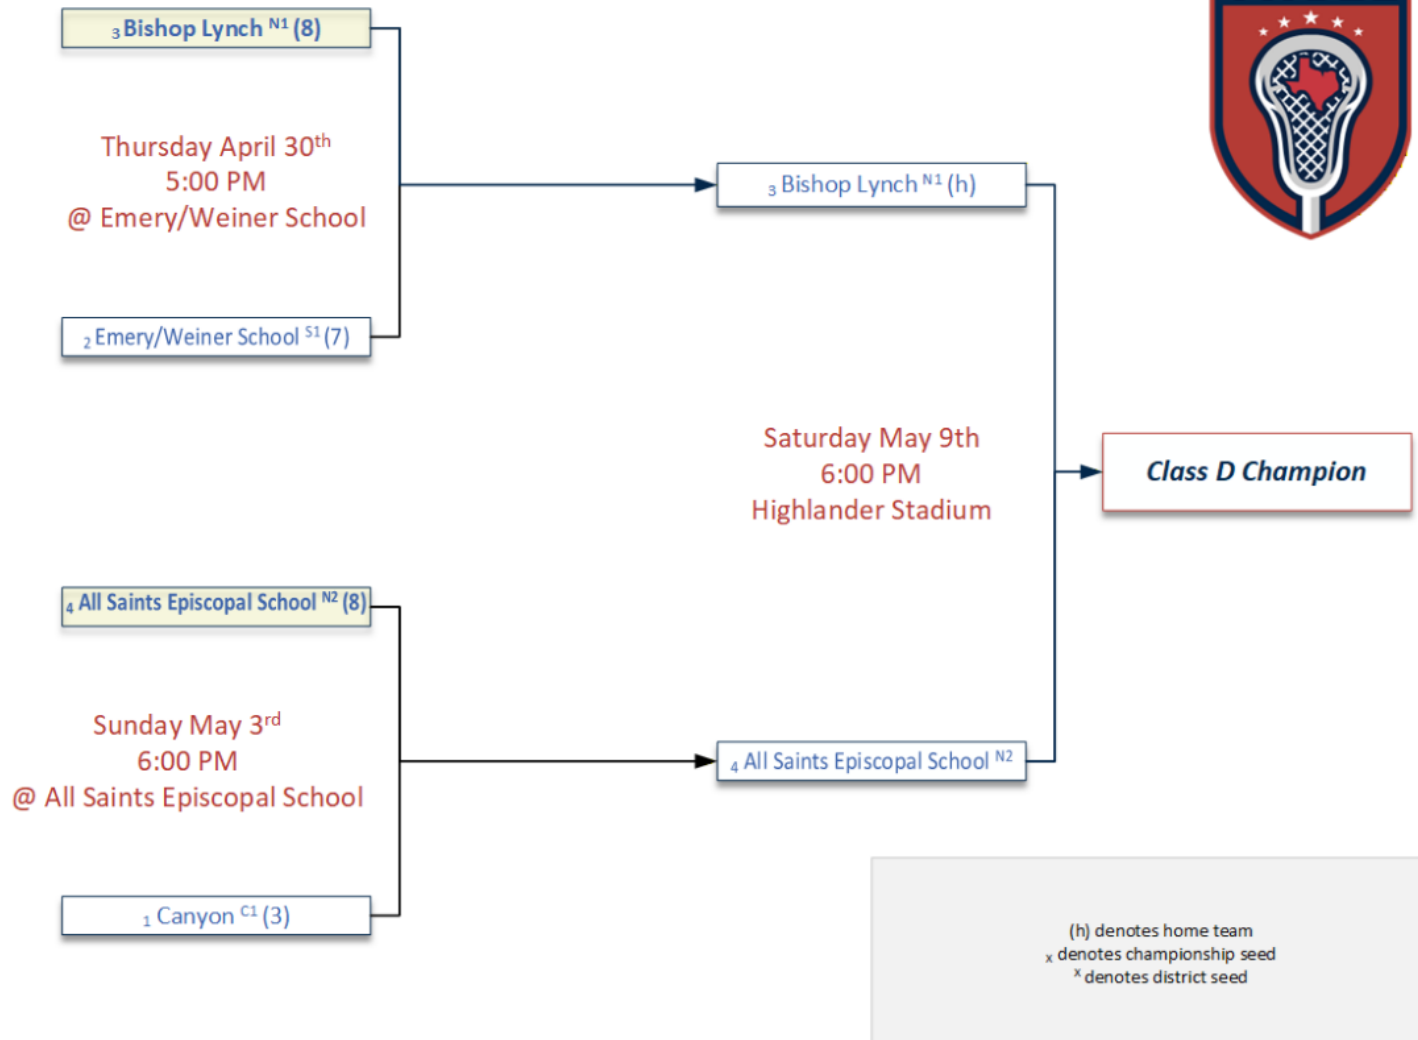 ₃ Bishop Lynch ᴺ¹ (8)
Thursday April 30ᵗʰ
5:00 PM
@ Emery/Weiner School
₂ Emery/Weiner School ˢ¹ (7)
₃ Bishop Lynch ᴺ¹ (h)
Saturday May 9th
6:00 PM
Highlander Stadium
Class D Champion
₄ All Saints Episcopal School ᴺ² (8)
Sunday May 3ʳᵈ
6:00 PM
@ All Saints Episcopal School
₁ Canyon ᶜ¹ (3)
₄ All Saints Episcopal School ᴺ²
(h) denotes home team
ₓ denotes championship seed
ˣ denotes district seed